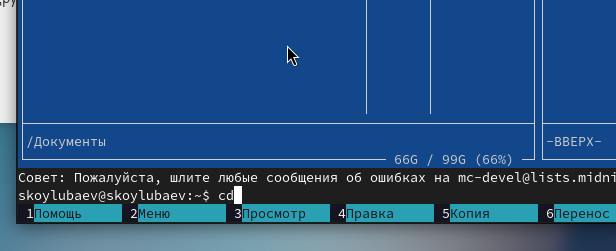 /Документы
-ВВЕРХ-
66G / 99G (66%)
Совет: Пожалуйста, шлите любые сообщения об ошибках на mc-devel@lists.midni
skoylubaev@skoylubaev:~$ cd
1Помощь 2Меню 3Просмотр 4Правка 5Копия 6Перенос